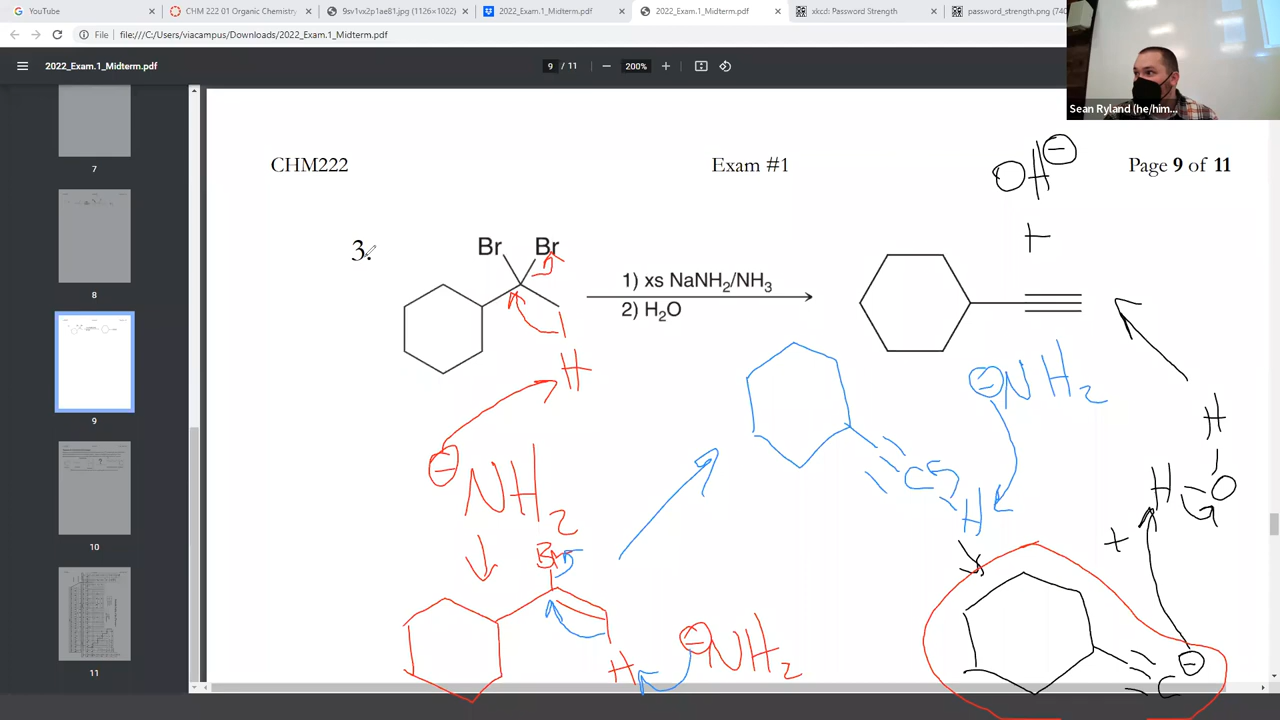 YouTube
CHM 222 01 Organic Chemistry
9sv1vx2p1ae81.jpg (1126×1022)
2022_Exam.1_Midterm.pdf
2022_Exam.1_Midterm.pdf
xkcd: Password Strength
password_strength.png (740
File
file:///C:/Users/viacampus/Downloads/2022_Exam.1_Midterm.pdf
2022_Exam.1_Midterm.pdf
9 / 11
200%
Sean Ryland (he/him...
7
8
9
10
11
CHM222
Exam #1
Page 9 of 11
OH⊖
+
3.
Br
Br
1) xs NaNH2/NH3
2) H2O
H
⊖NH2
⊖NH2
C
H
H
H
O
+
Br
H
⊖NH2
C⊖